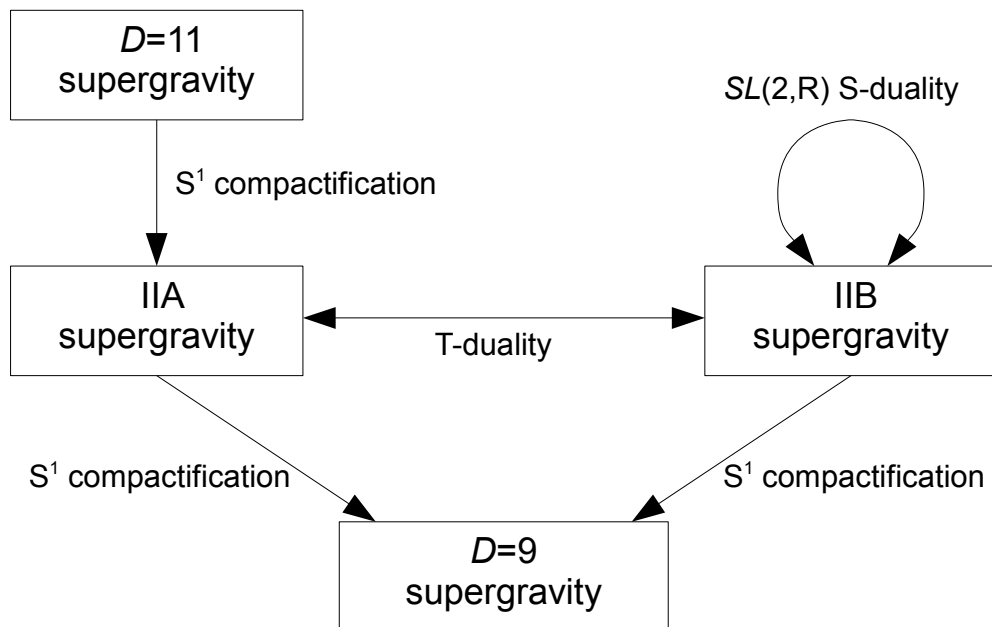 D=11
supergravity
SL(2,R) S-duality
S¹ compactification
IIA
supergravity
IIB
supergravity
T-duality
S¹ compactification
S¹ compactification
D=9
supergravity